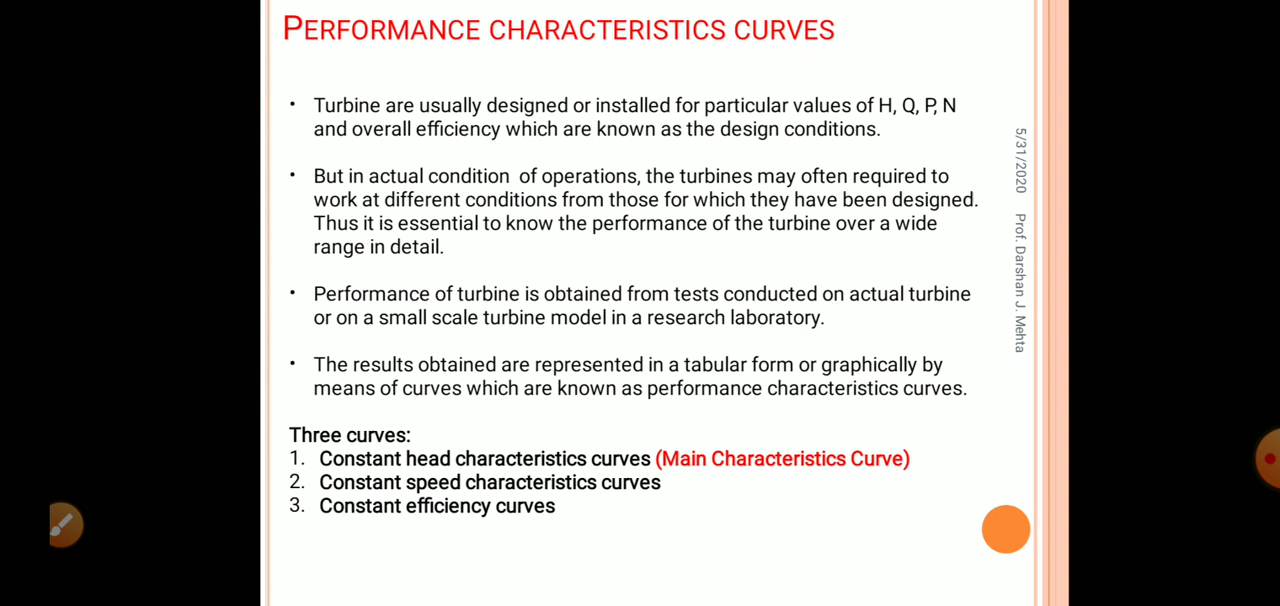 PERFORMANCE CHARACTERISTICS CURVES
• Turbine are usually designed or installed for particular values of H, Q, P, N
and overall efficiency which are known as the design conditions.
• But in actual condition of operations, the turbines may often required to
work at different conditions from those for which they have been designed.
Thus it is essential to know the performance of the turbine over a wide
range in detail.
• Performance of turbine is obtained from tests conducted on actual turbine
or on a small scale turbine model in a research laboratory.
• The results obtained are represented in a tabular form or graphically by
means of curves which are known as performance characteristics curves.
Three curves:
1. Constant head characteristics curves (Main Characteristics Curve)
2. Constant speed characteristics curves
3. Constant efficiency curves
5/31/2020 Prof. Darshan J. Mehta